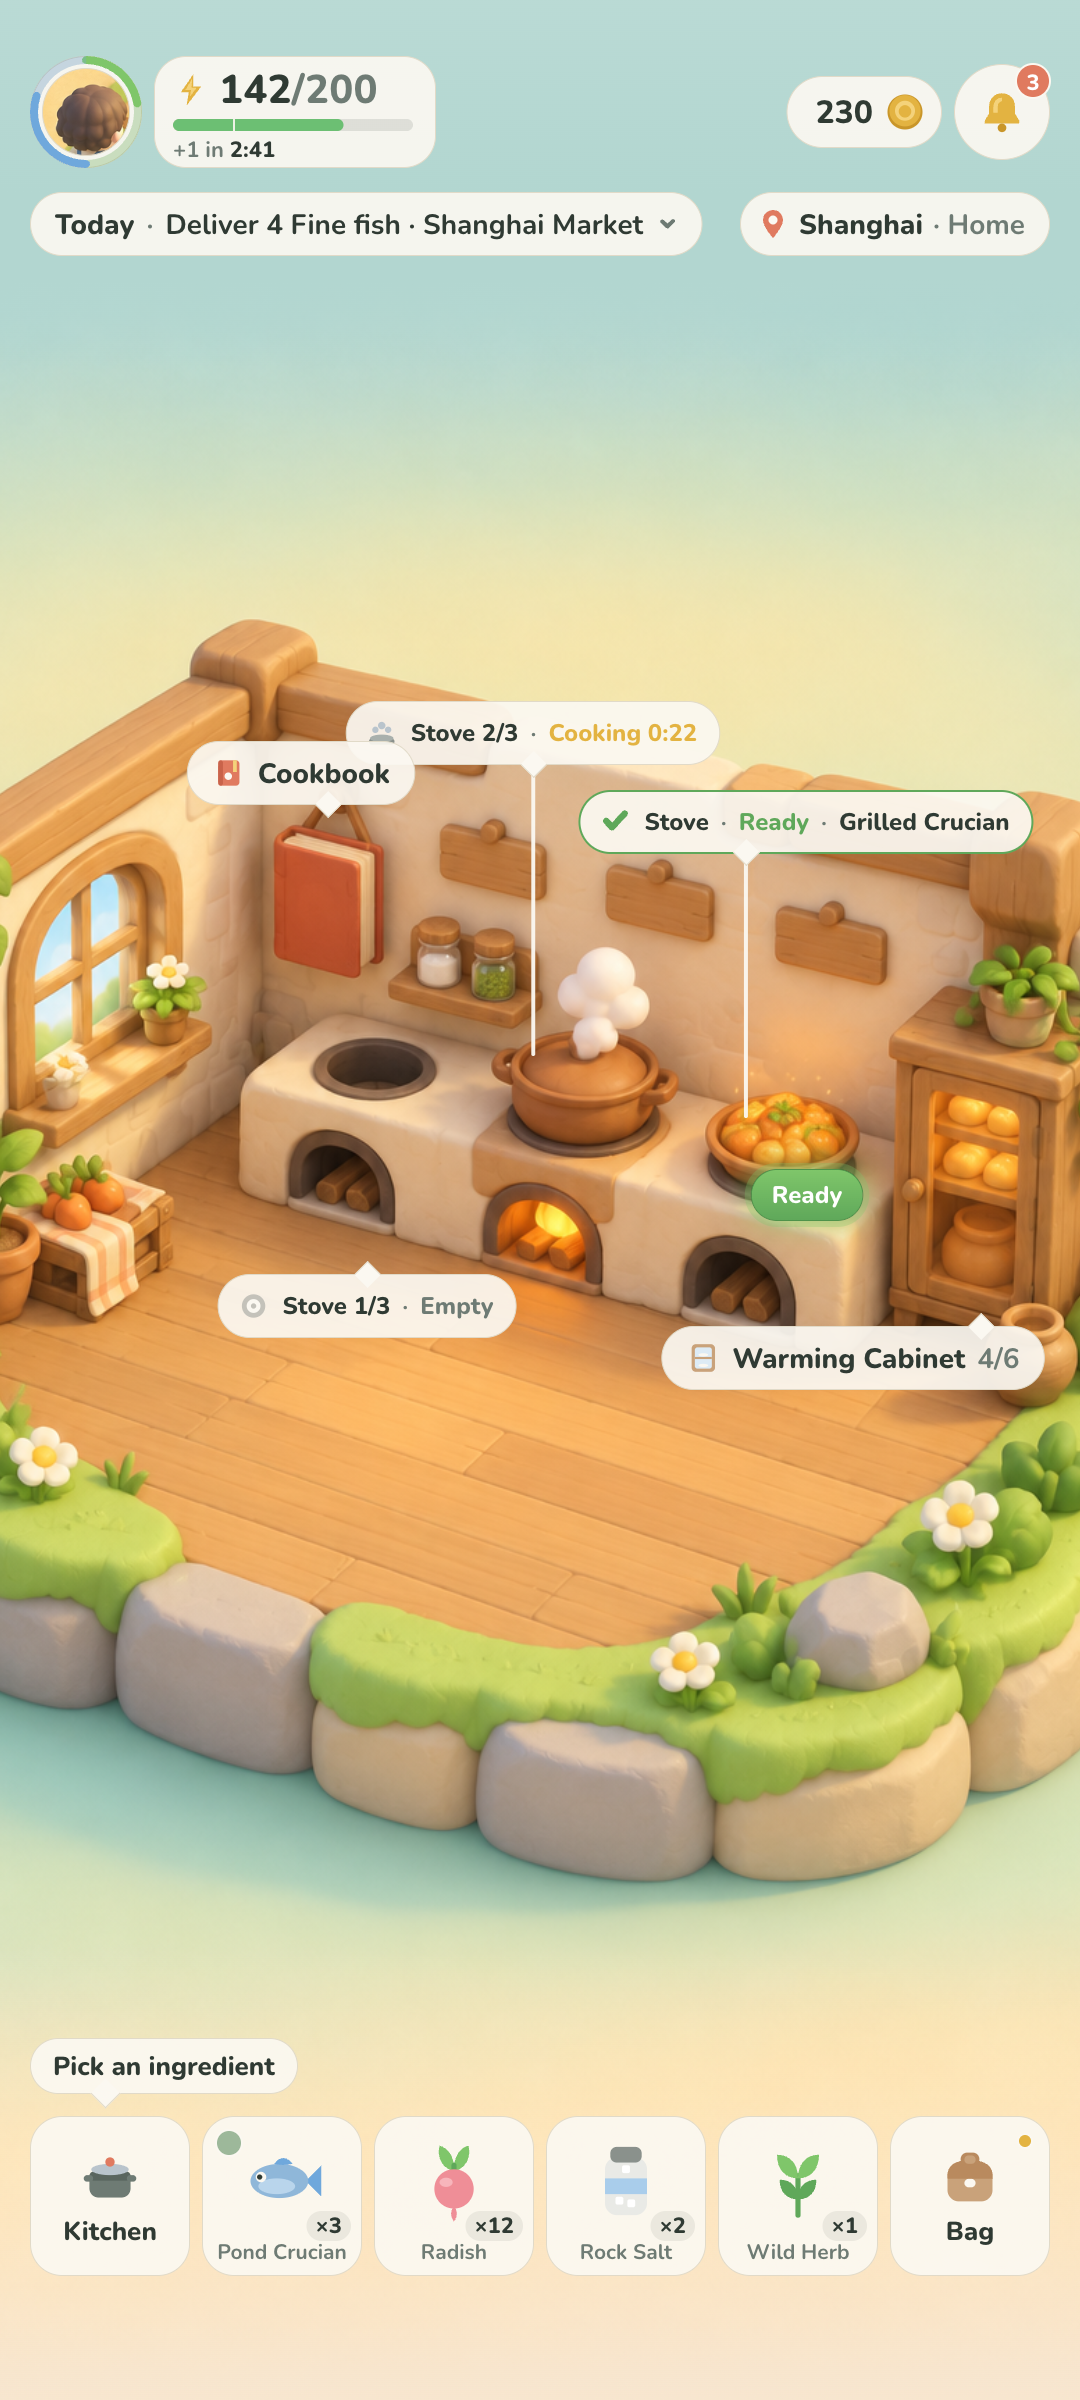 142/200
+1 in 2:41
230
3
Today · Deliver 4 Fine fish · Shanghai Market
Shanghai · Home
Stove 2/3 · Cooking 0:22
Cookbook
Stove · Ready · Grilled Crucian
Ready
Stove 1/3 · Empty
Warming Cabinet 4/6
Pick an ingredient
Kitchen
×3
Pond Crucian
×12
Radish
×2
Rock Salt
×1
Wild Herb
Bag